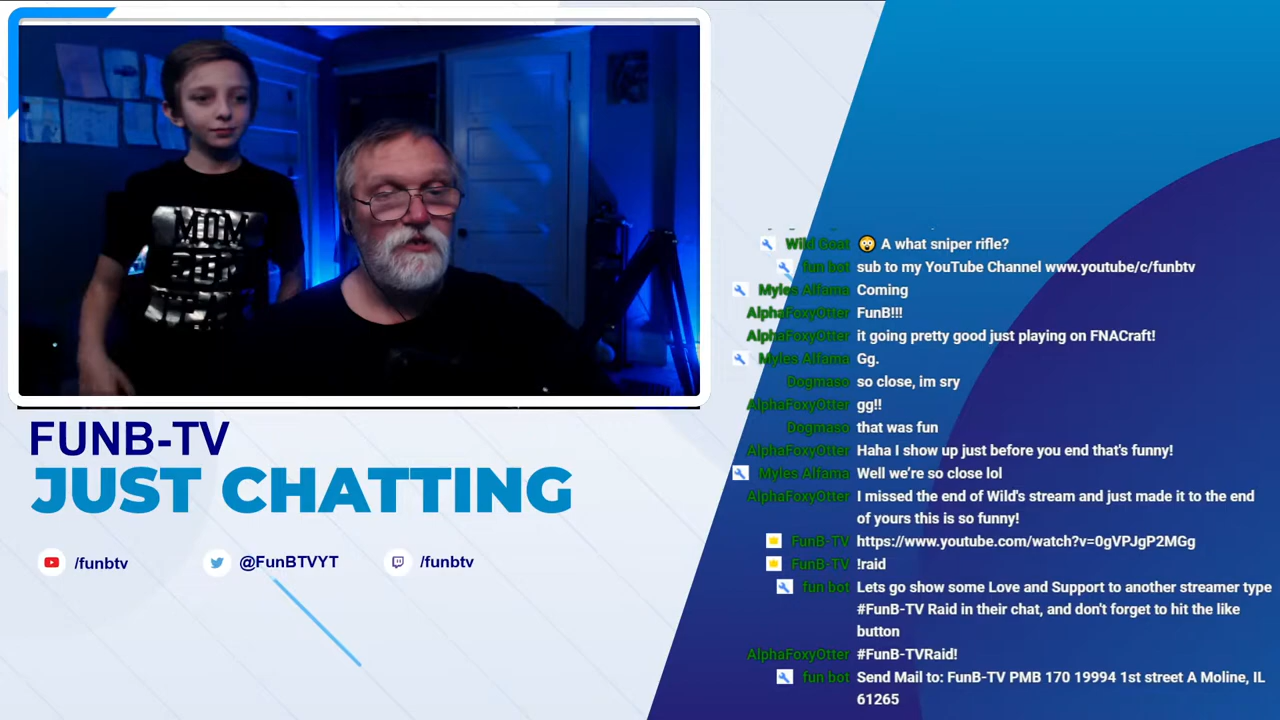 MOM
Wild Goat 😨 A what sniper rifle?
fun bot sub to my YouTube Channel www.youtube/c/funbtv
Myles Alfama Coming
AlphaFoxyOtter FunB!!!
AlphaFoxyOtter it going pretty good just playing on FNACraft!
Myles Alfama Gg.
Dogmaso so close, im sry
AlphaFoxyOtter gg!!
Dogmaso that was fun
AlphaFoxyOtter Haha I show up just before you end that's funny!
Myles Alfama Well we're so close lol
AlphaFoxyOtter I missed the end of Wild's stream and just made it to the end
of yours this is so funny!
FunB-TV https://www.youtube.com/watch?v=0gVPJgP2MGg
FunB-TV !raid
fun bot Lets go show some Love and Support to another streamer type
#FunB-TV Raid in their chat, and don't forget to hit the like
button
AlphaFoxyOtter #FunB-TVRaid!
fun bot Send Mail to: FunB-TV PMB 170 19994 1st street A Moline, IL
61265
FUNB-TV
JUST CHATTING
/funbtv @FunBTVYT /funbtv